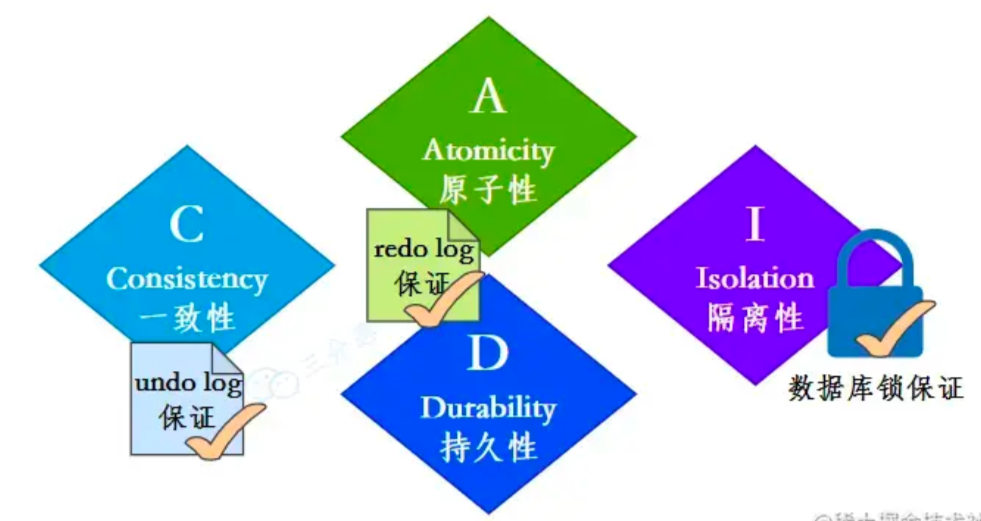 A
Atomicity
原子性
C
Consistency
一致性
undo log
保证
redo log
保证
D
Durability
持久性
I
Isolation
隔离性
数据库锁保证